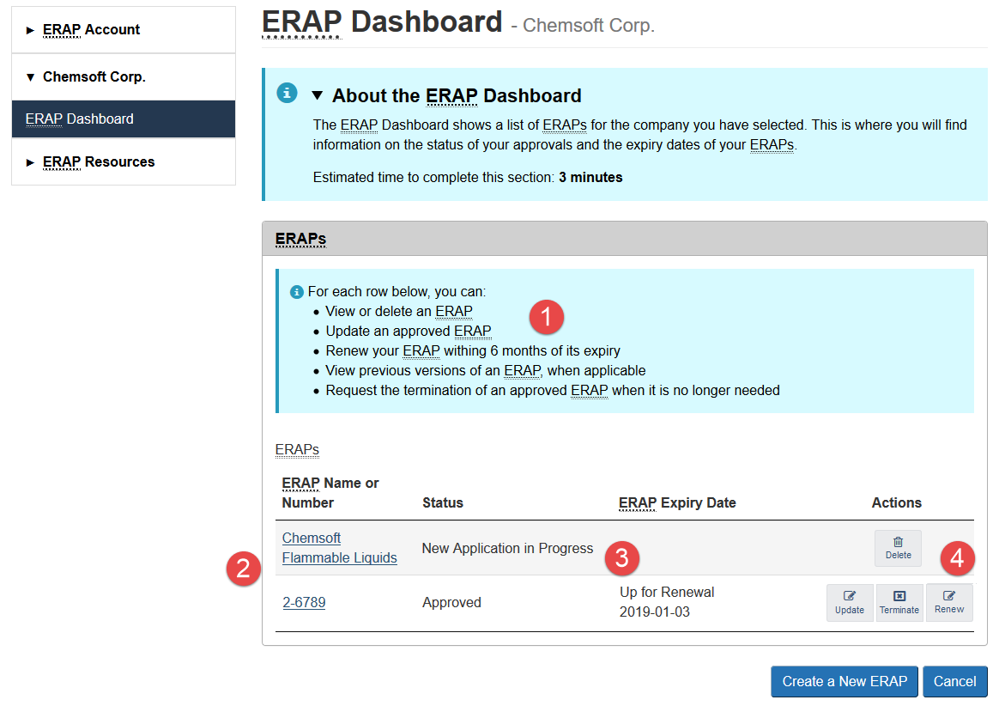 ▶ ERAP Account
▼ Chemsoft Corp.
ERAP Dashboard
▶ ERAP Resources
ERAP Dashboard - Chemsoft Corp.
▼ About the ERAP Dashboard
The ERAP Dashboard shows a list of ERAPs for the company you have selected. This is where you will find
information on the status of your approvals and the expiry dates of your ERAPs.
Estimated time to complete this section: 3 minutes
ERAPs
For each row below, you can:
• View or delete an ERAP
1
• Update an approved ERAP
• Renew your ERAP withing 6 months of its expiry
• View previous versions of an ERAP, when applicable
• Request the termination of an approved ERAP when it is no longer needed
ERAPs
ERAP Name or
Number
Status
ERAP Expiry Date
Actions
Chemsoft
Flammable Liquids
New Application in Progress
Delete
2
3
4
2-6789
Approved
Up for Renewal
2019-01-03
Update
Terminate
Renew
Create a New ERAP
Cancel